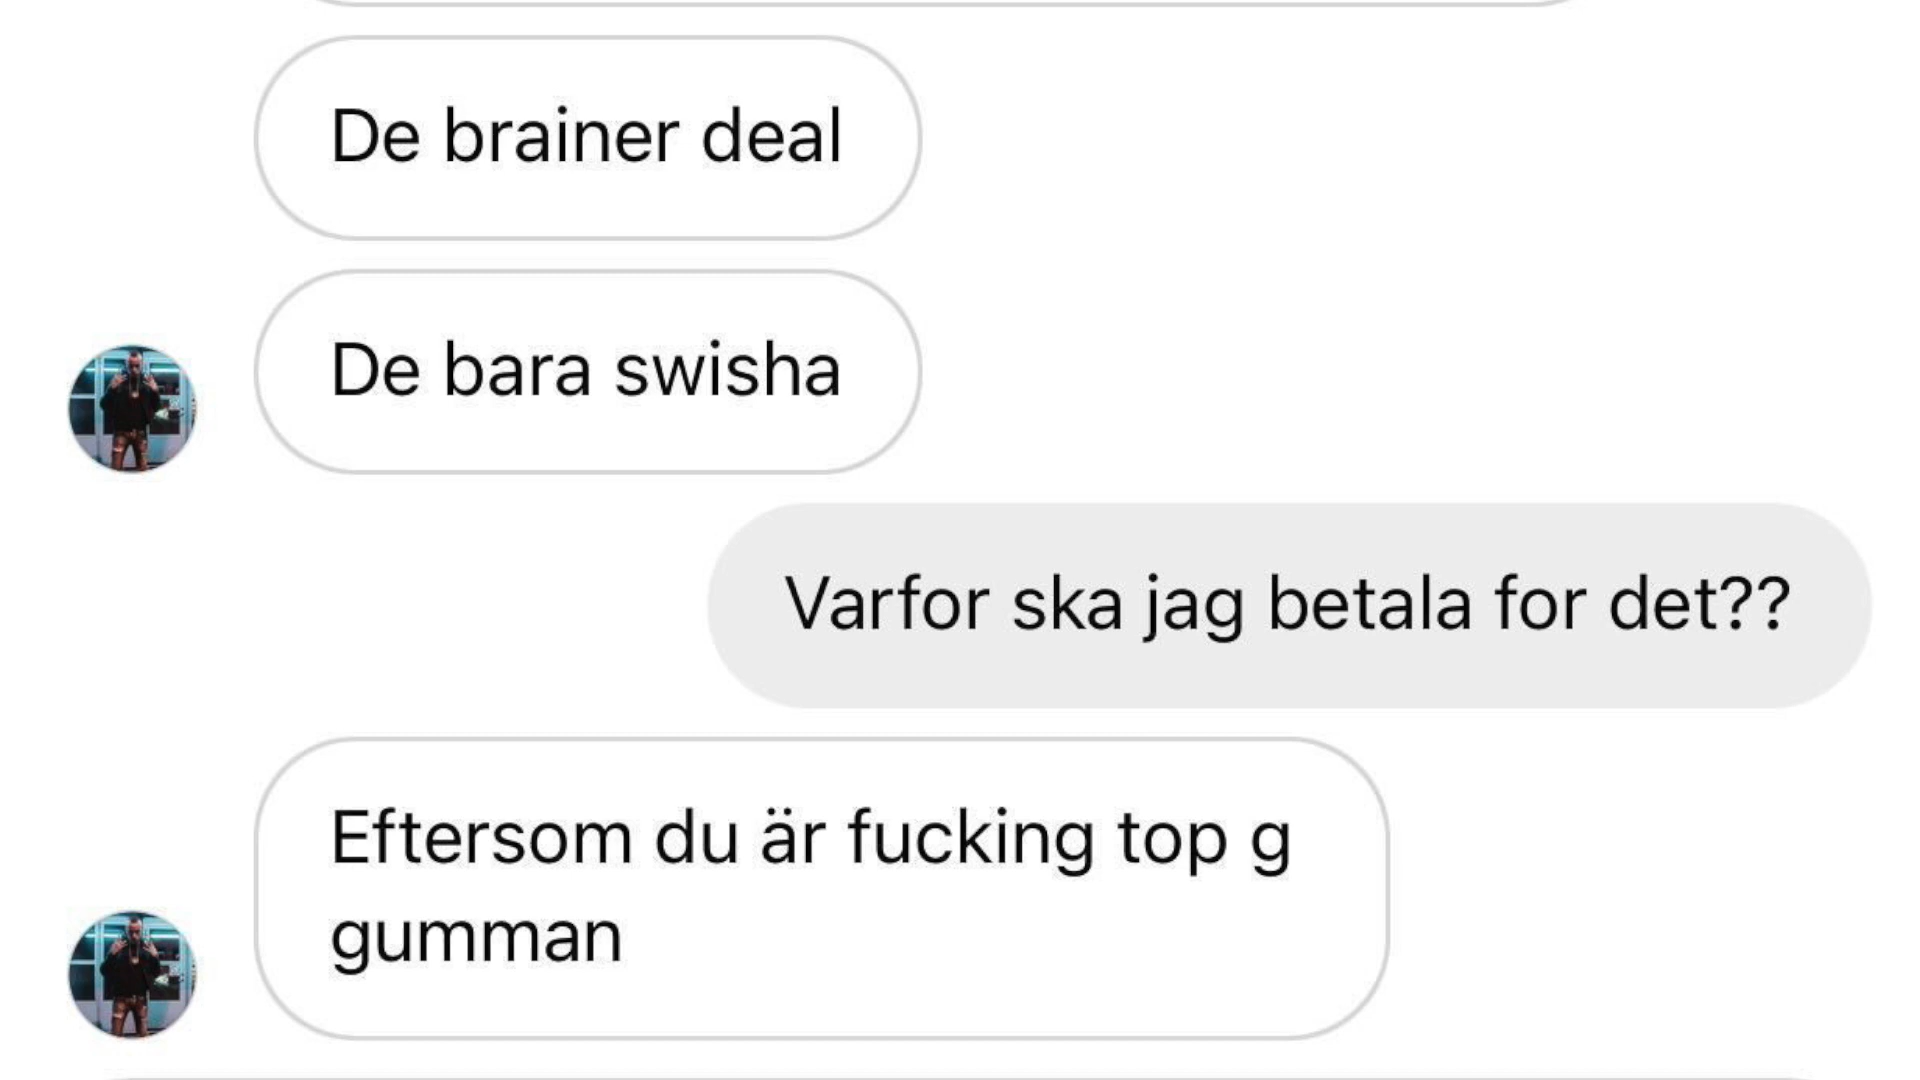 De brainer deal
De bara swisha
Varfor ska jag betala for det??
Eftersom du är fucking top g
gumman